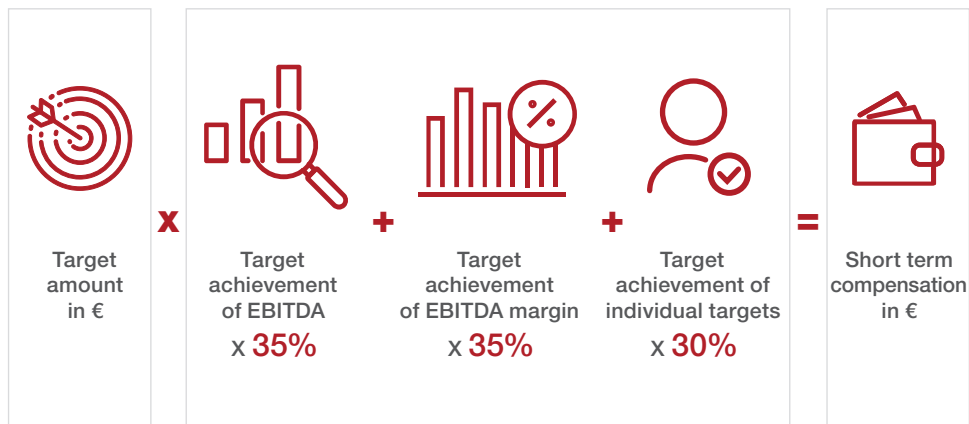 Target
amount
in €
x
Target
achievement
of EBITDA
x 35%
+
%
Target
achievement
of EBITDA margin
x 35%
+
Target
achievement of
individual targets
x 30%
=
Short term
compensation
in €